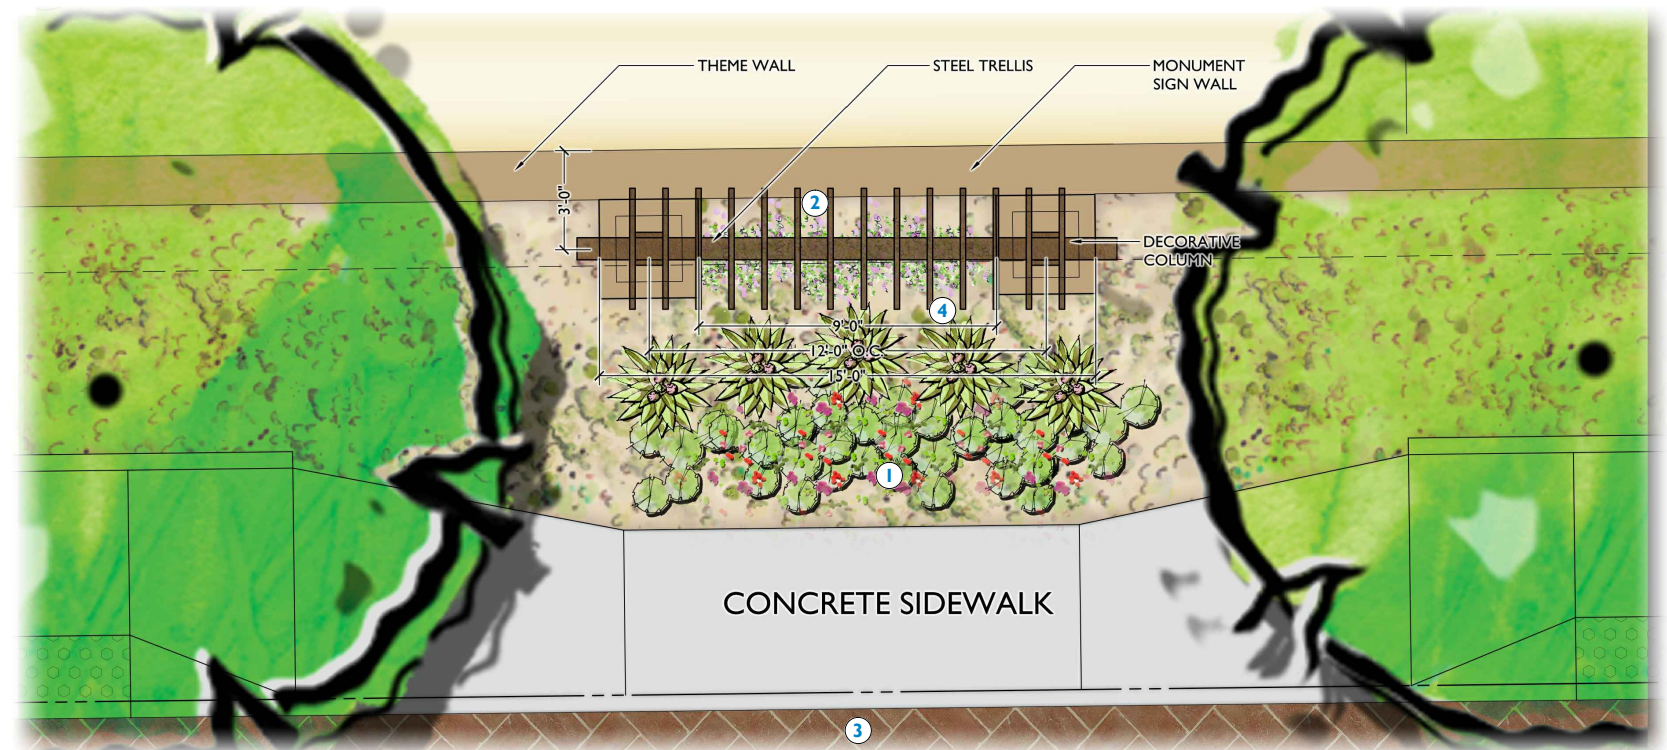 THEME WALL
STEEL TRELLIS
MONUMENT
SIGN WALL
3'-0"
2
DECORATIVE
COLUMN
4
9'-0"
12'-0" O.C.
15'-0"
1
CONCRETE SIDEWALK
3